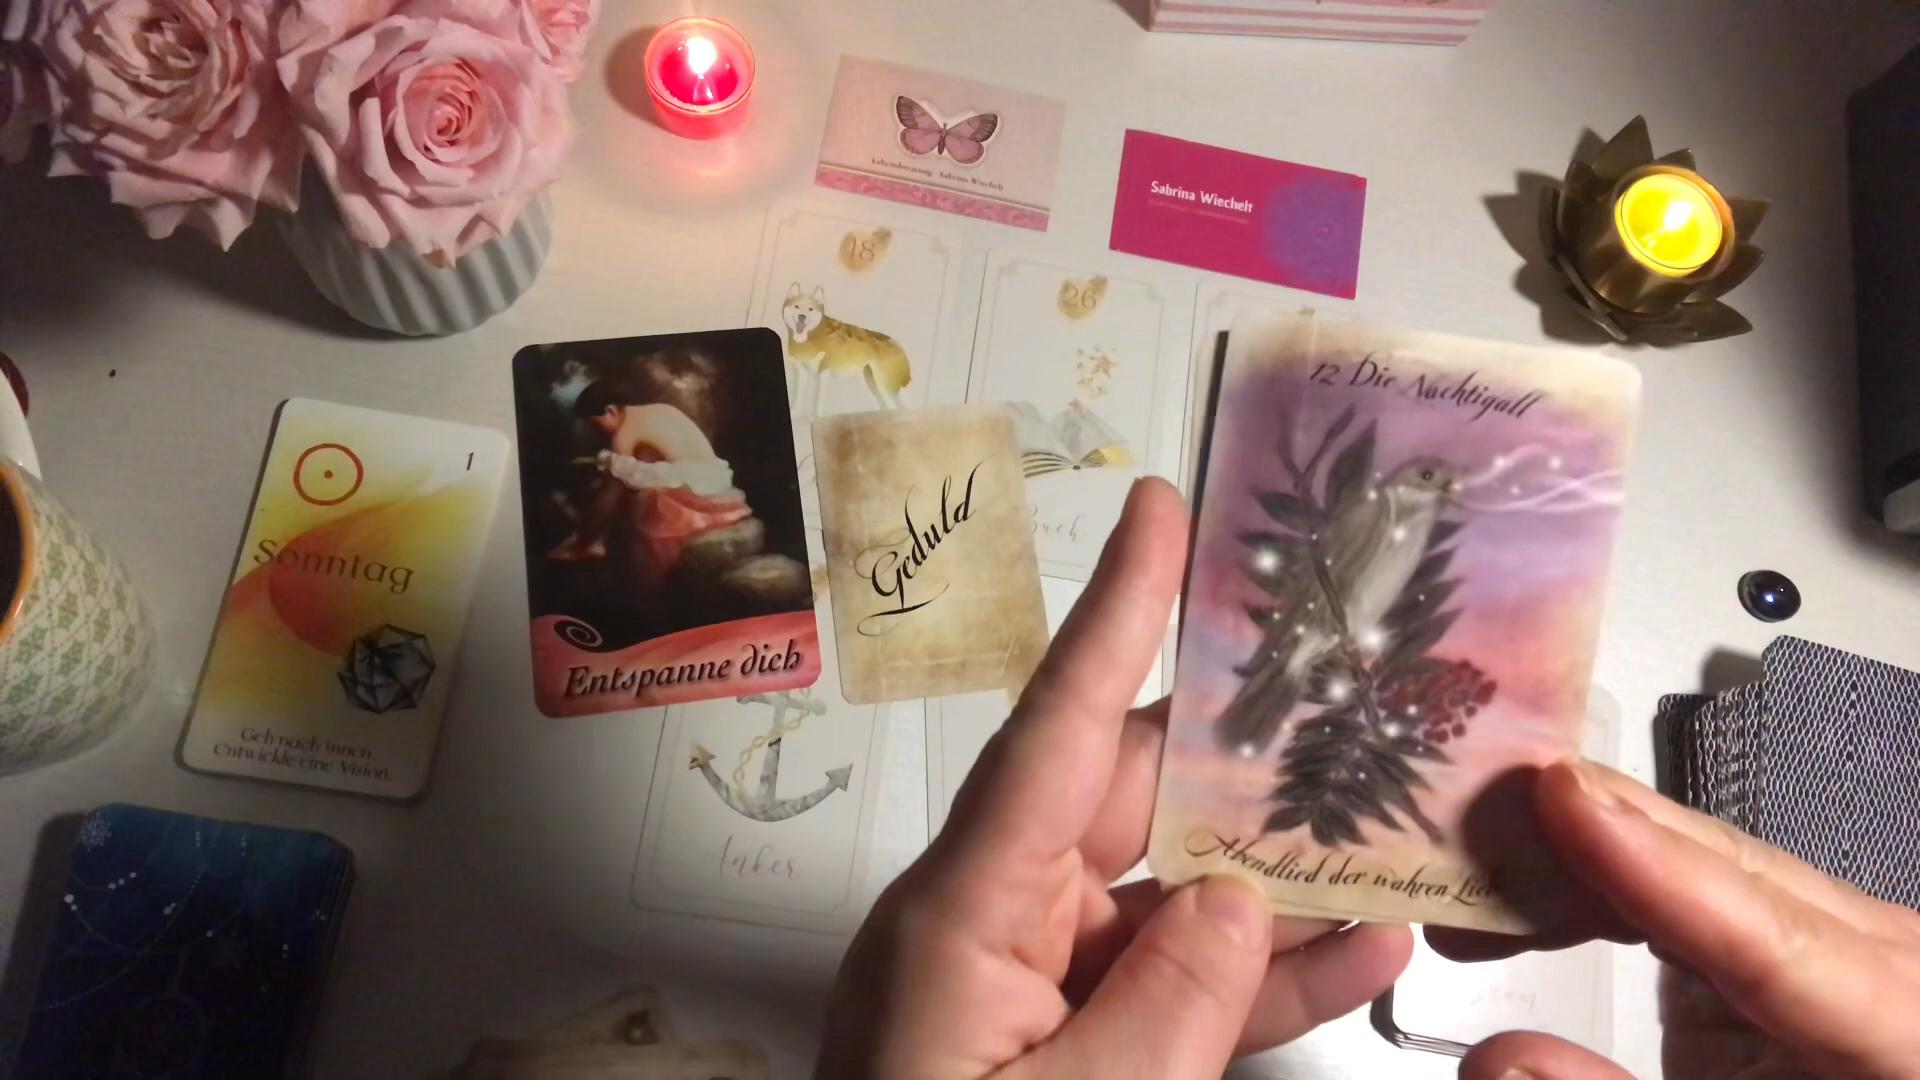 Lebensberatung Sabrina Wiechelt
Sabrina Wiechelt
18
26
Buch
1
Sonntag
Geh nach innen
Entwickle eine Vision.
Entspanne dich
Geduld
12 Die Nachtigall
Abendlied der wahren
Anker